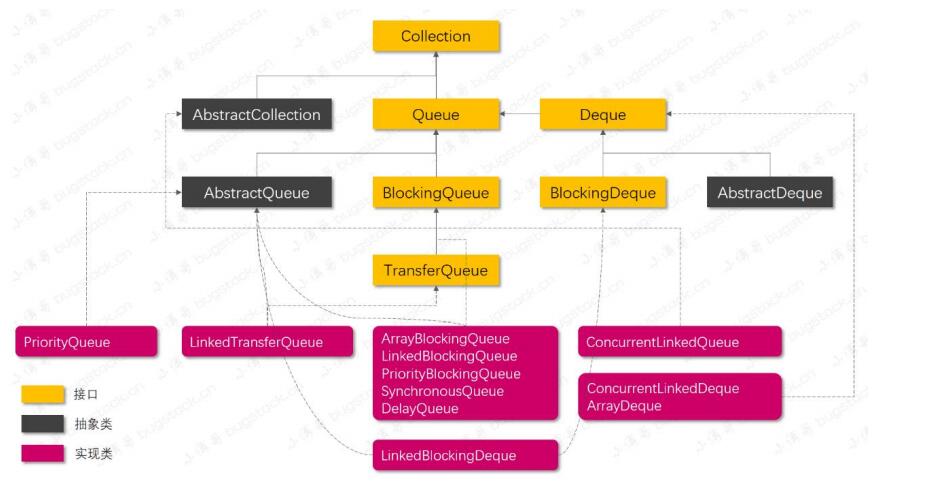 Collection
AbstractCollection
Queue
Deque
AbstractQueue
BlockingQueue
BlockingDeque
AbstractDeque
TransferQueue
PriorityQueue
LinkedTransferQueue
ArrayBlockingQueue
LinkedBlockingQueue
PriorityBlockingQueue
SynchronousQueue
DelayQueue
ConcurrentLinkedQueue
ConcurrentLinkedDeque
ArrayDeque
LinkedBlockingDeque
接口
抽象类
实现类
小傅哥 bugstack.cn